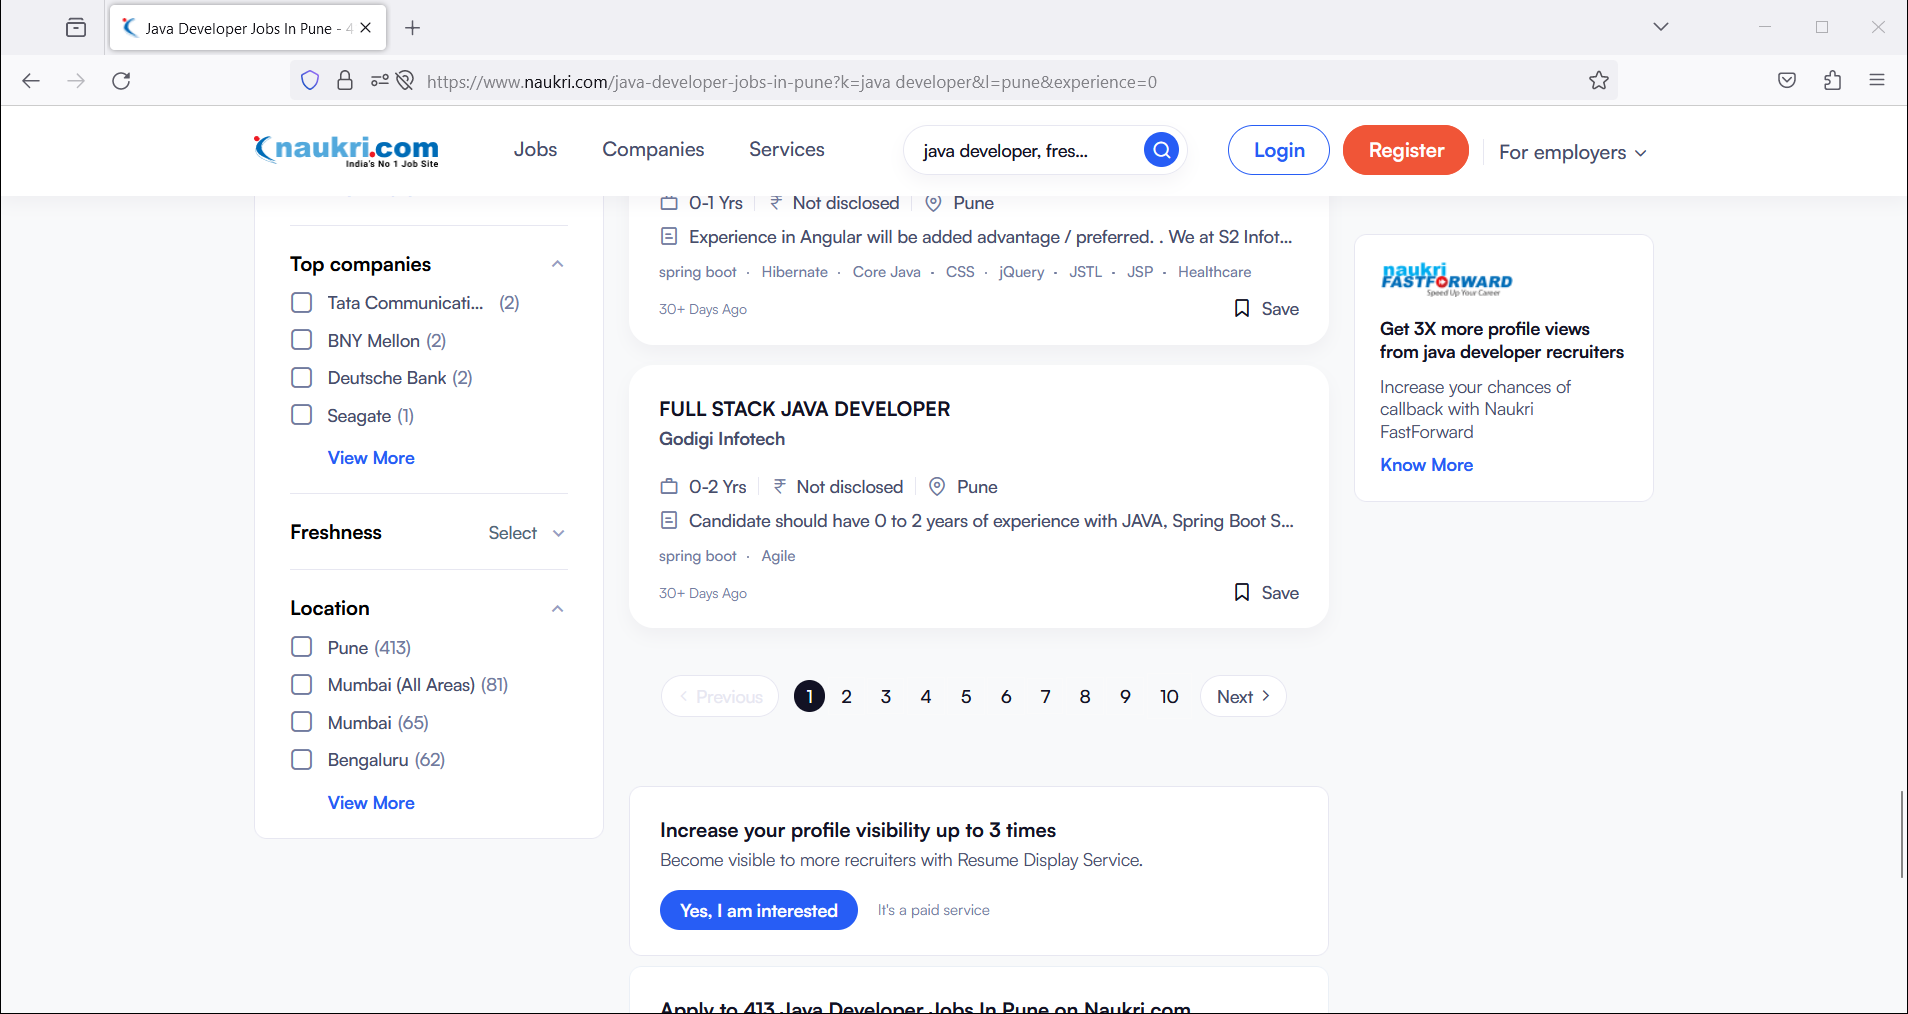 Java Developer Jobs In Pune - 4
https://www.naukri.com/java-developer-jobs-in-pune?k=java developer&l=pune&experience=0
naukri.com
India's No 1 Job Site
Jobs
Companies
Services
java developer, fres...
Login
Register
For employers
Top companies
Tata Communicati... (2)
BNY Mellon (2)
Deutsche Bank (2)
Seagate (1)
View More
Freshness Select
Location
Pune (413)
Mumbai (All Areas) (81)
Mumbai (65)
Bengaluru (62)
View More
0-1 Yrs ₹ Not disclosed Pune
Experience in Angular will be added advantage / preferred. . We at S2 Infot...
spring boot · Hibernate · Core Java · CSS · jQuery · JSTL · JSP · Healthcare
30+ Days Ago Save
FULL STACK JAVA DEVELOPER
Godigi Infotech
0-2 Yrs ₹ Not disclosed Pune
Candidate should have 0 to 2 years of experience with JAVA, Spring Boot S...
spring boot · Agile
30+ Days Ago Save
Previous 1 2 3 4 5 6 7 8 9 10 Next
Increase your profile visibility up to 3 times
Become visible to more recruiters with Resume Display Service.
Yes, I am interested It's a paid service
Apply to 413 Java Developer Jobs In Pune on Naukri.com
naukri
FASTFORWARD
Speed Up Your Career
Get 3X more profile views
from java developer recruiters
Increase your chances of
callback with Naukri
FastForward
Know More